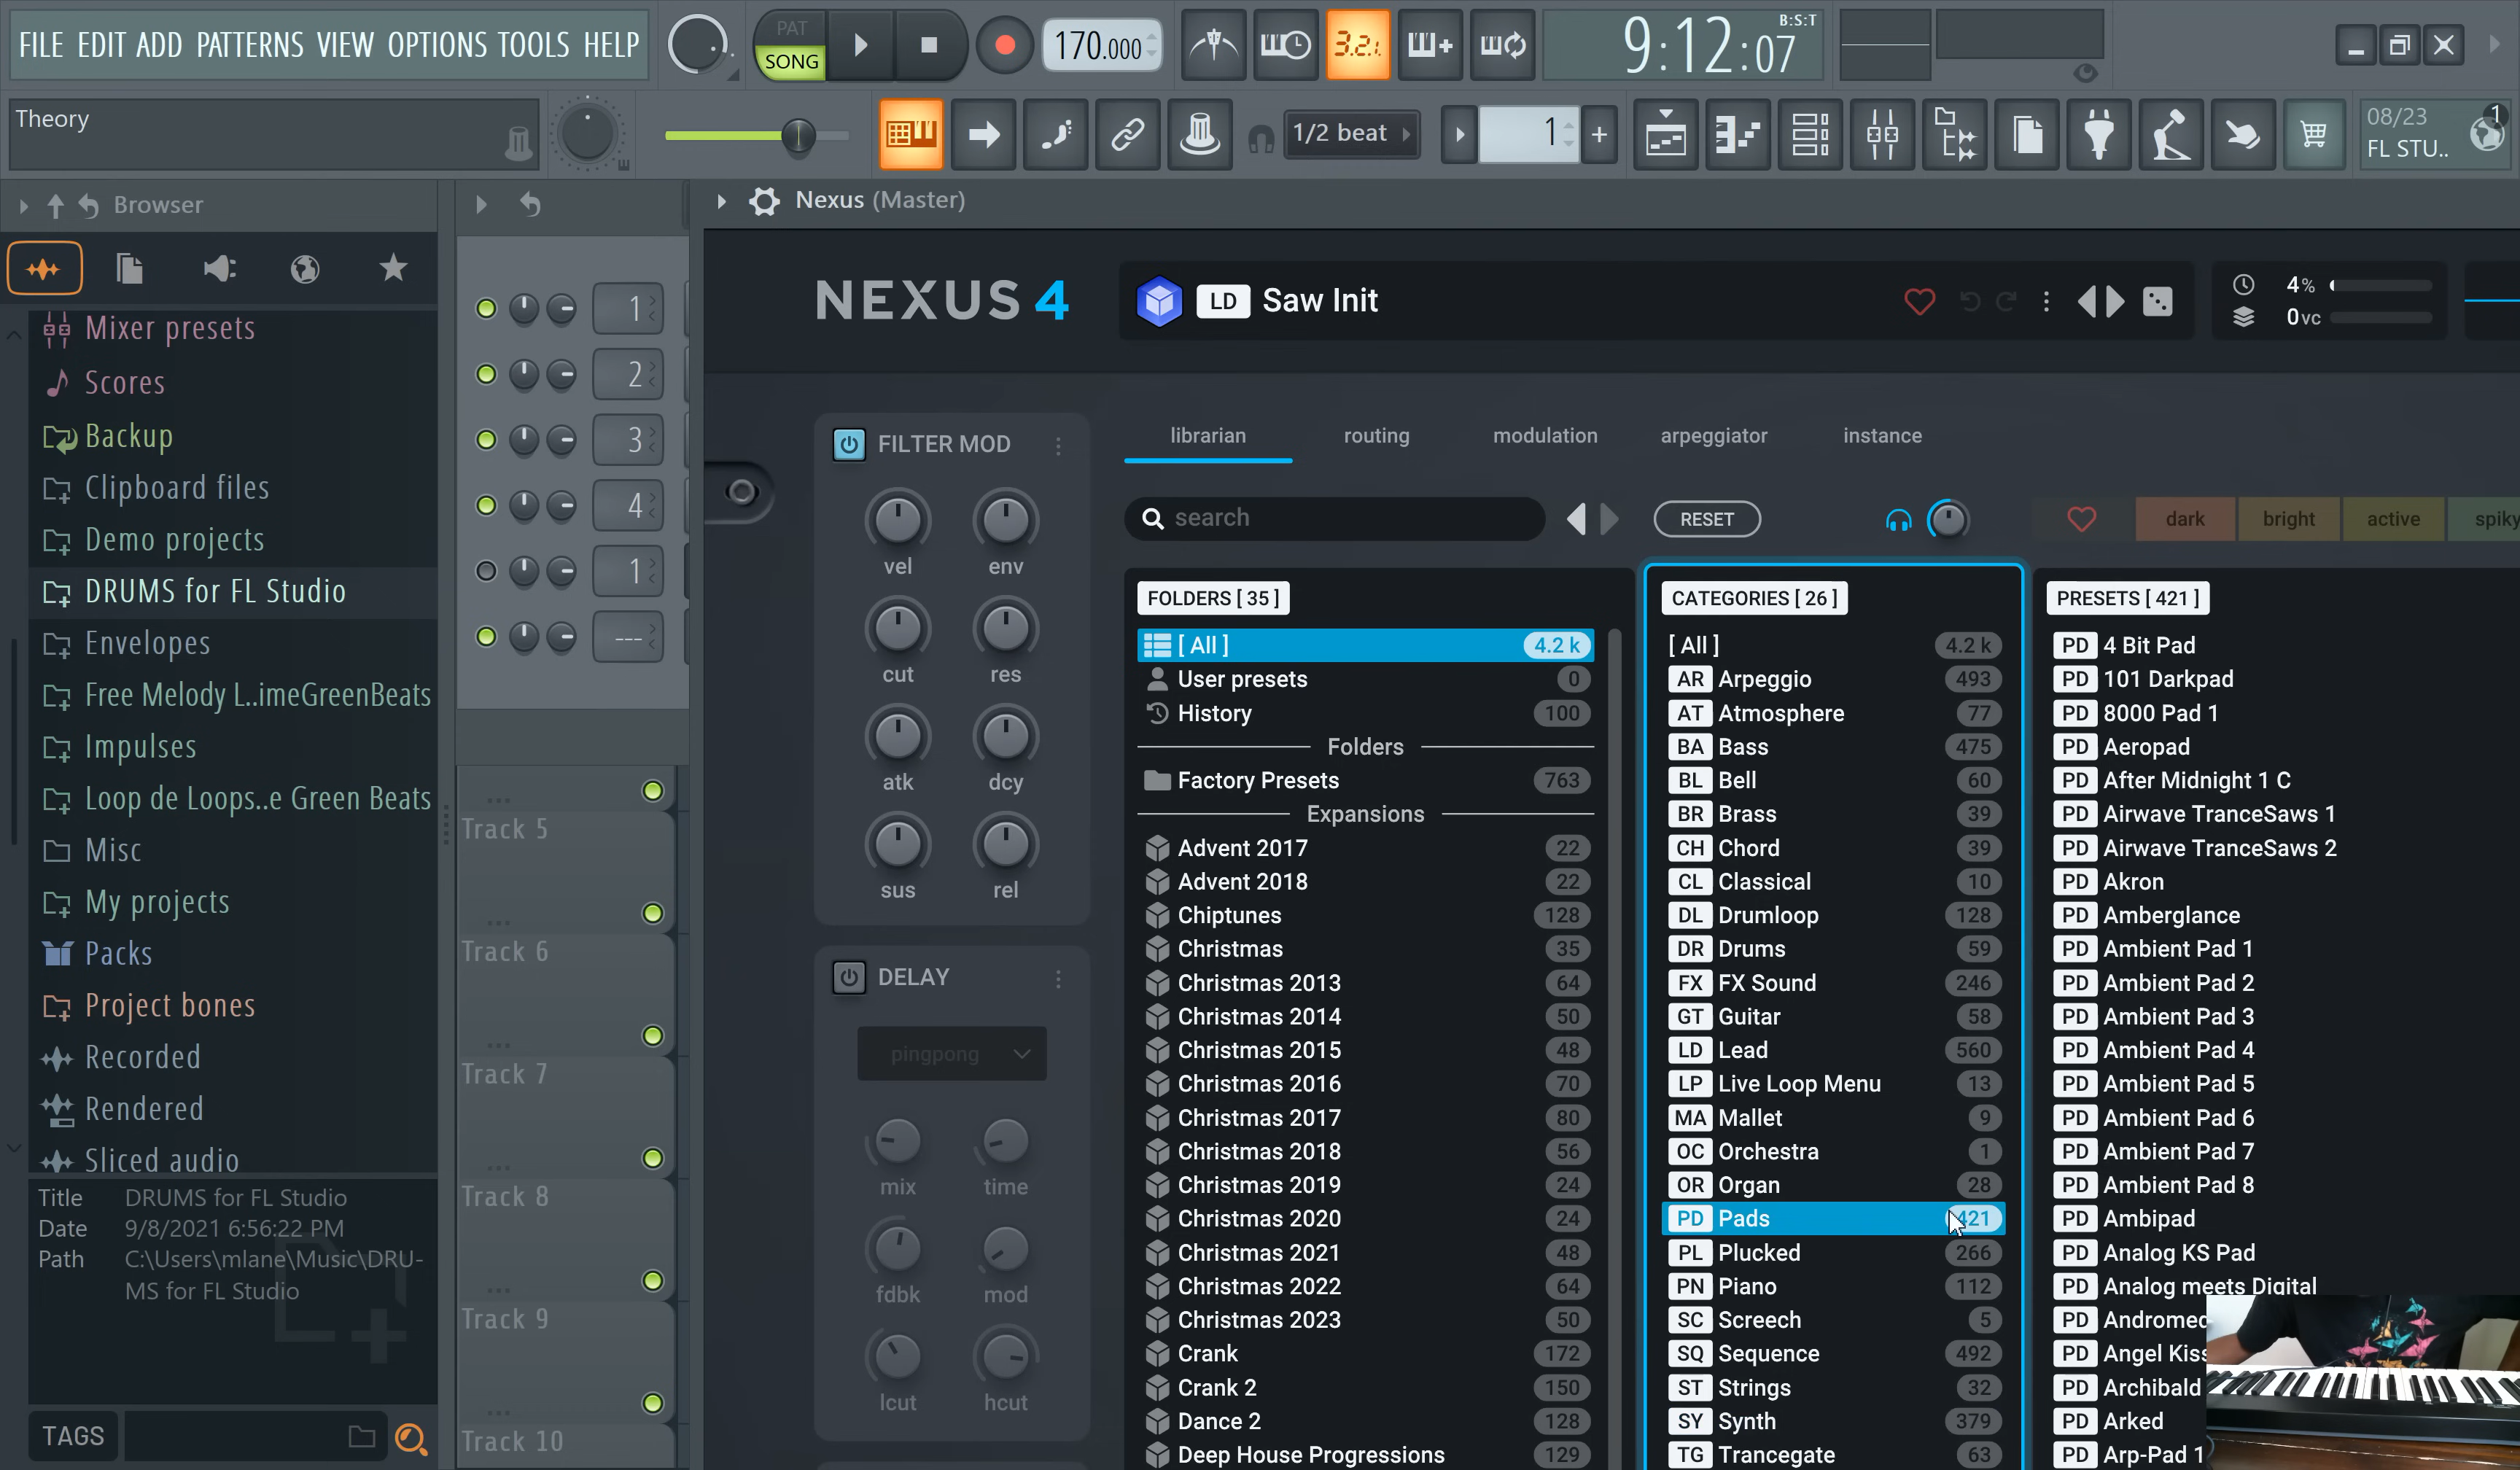 FILE EDIT ADD PATTERNS VIEW OPTIONS TOOLS HELP
PAT
SONG
170.000
3.2.1
9:12:07
B:S:T
Theory
1/2 beat
1
+
08/23
1
FL STU..
Browser
Nexus (Master)
Mixer presets
Scores
Backup
Clipboard files
Demo projects
DRUMS for FL Studio
Envelopes
Free Melody L..imeGreenBeats
Impulses
Loop de Loops..e Green Beats
Misc
My projects
Packs
Project bones
Recorded
Rendered
Sliced audio
Title DRUMS for FL Studio
Date 9/8/2021 6:56:22 PM
Path C:\Users\mlane\Music\DRU-
MS for FL Studio
TAGS
1
2
3
4
1
---
Track 5
Track 6
Track 7
Track 8
Track 9
Track 10
NEXUS 4
LD Saw Init
4%
0 vc
FILTER MOD
vel env
cut res
atk dcy
sus rel
DELAY
pingpong
mix time
fdbk mod
lcut hcut
librarian routing modulation arpeggiator instance
search
RESET
dark bright active spiky
FOLDERS [ 35 ]
[ All ] 4.2 k
User presets 0
History 100
Folders
Factory Presets 763
Expansions
Advent 2017 22
Advent 2018 22
Chiptunes 128
Christmas 35
Christmas 2013 64
Christmas 2014 50
Christmas 2015 48
Christmas 2016 70
Christmas 2017 80
Christmas 2018 56
Christmas 2019 24
Christmas 2020 24
Christmas 2021 48
Christmas 2022 64
Christmas 2023 50
Crank 172
Crank 2 150
Dance 2 128
Deep House Progressions 129
CATEGORIES [ 26 ]
[ All ] 4.2 k
AR Arpeggio 493
AT Atmosphere 77
BA Bass 475
BL Bell 60
BR Brass 39
CH Chord 39
CL Classical 10
DL Drumloop 128
DR Drums 59
FX FX Sound 246
GT Guitar 58
LD Lead 560
LP Live Loop Menu 13
MA Mallet 9
OC Orchestra 1
OR Organ 28
PD Pads 421
PL Plucked 266
PN Piano 112
SC Screech 5
SQ Sequence 492
ST Strings 32
SY Synth 379
TG Trancegate 63
PRESETS [ 421 ]
PD 4 Bit Pad
PD 101 Darkpad
PD 8000 Pad 1
PD Aeropad
PD After Midnight 1 C
PD Airwave TranceSaws 1
PD Airwave TranceSaws 2
PD Akron
PD Amberglance
PD Ambient Pad 1
PD Ambient Pad 2
PD Ambient Pad 3
PD Ambient Pad 4
PD Ambient Pad 5
PD Ambient Pad 6
PD Ambient Pad 7
PD Ambient Pad 8
PD Ambipad
PD Analog KS Pad
PD Analog meets Digital
PD Andromed
PD Angel Kiss
PD Archibald
PD Arked
PD Arp-Pad 1